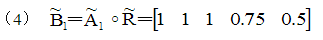 （4） B̃₁=Ã₁ ∘ R̃=[1 1 1 0.75 0.5]